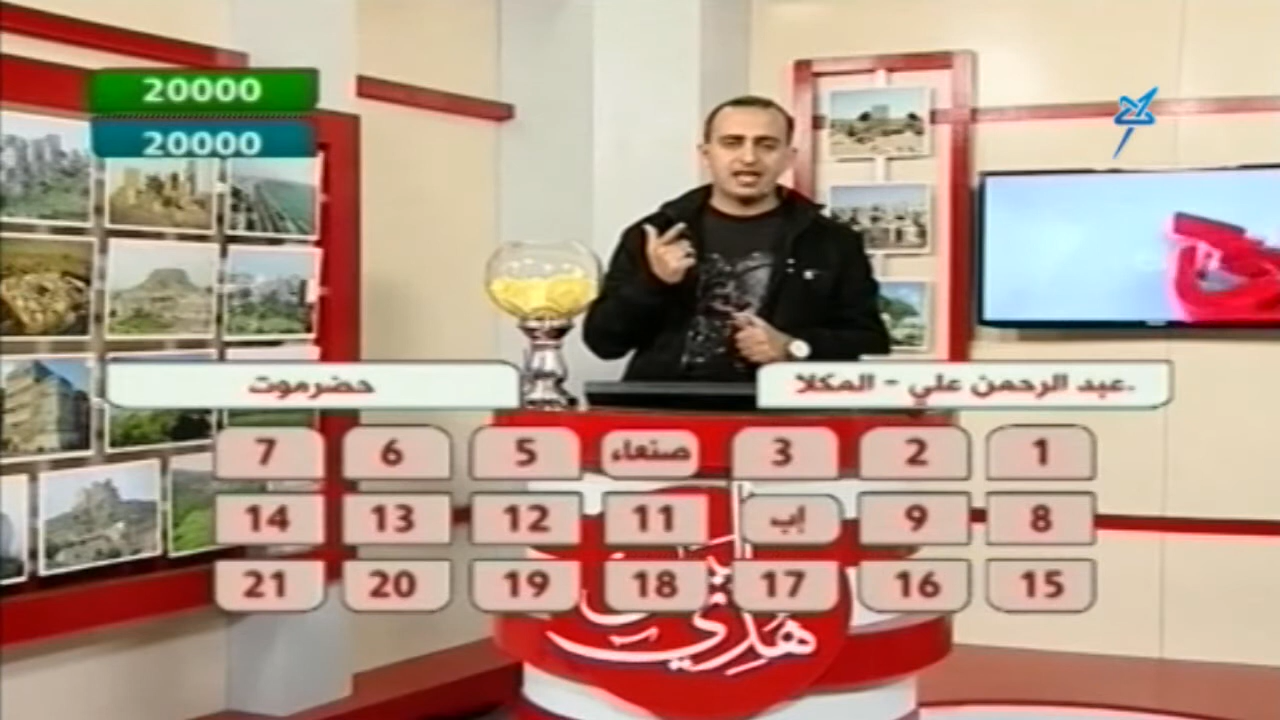 20000
20000
عبد الرحمن علي - المكلا.
حضرموت
1 2 3 صنعاء 5 6 7
8 9 إب 11 12 13 14
15 16 17 18 19 20 21
هذي